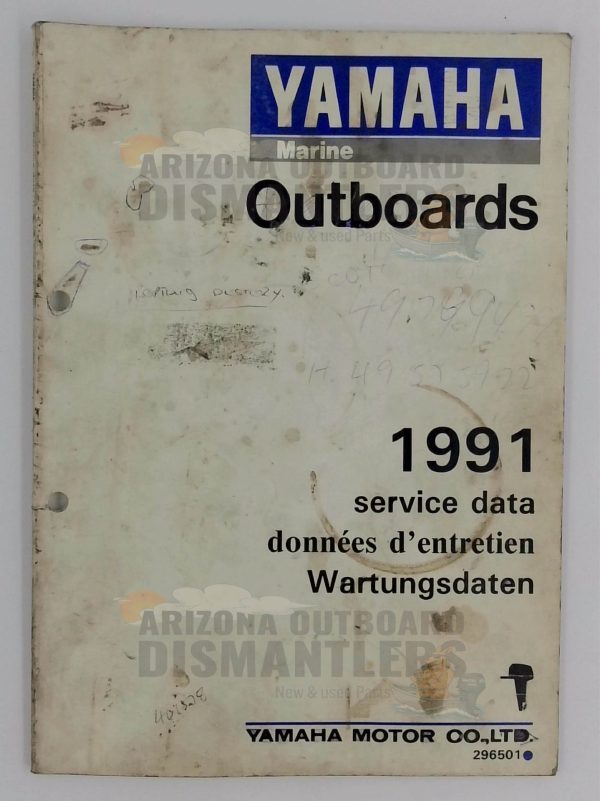 YAMAHA
Marine
ARIZONA OUTBOARD
DISMANTLERS
New & used Parts
Outboards
1991
service data
données d'entretien
Wartungsdaten
ARIZONA OUTBOARD
DISMANTLERS
New & used Parts
YAMAHA MOTOR CO.,LTD.
296501